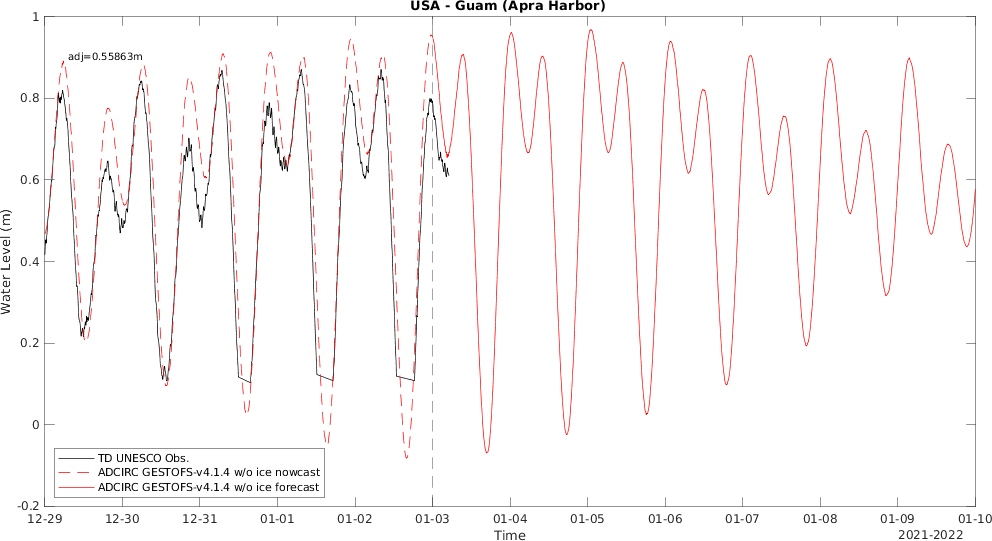 USA - Guam (Apra Harbor)
1
adj=0.55863m
0.8
0.6
0.4
0.2
0
-0.2
Water Level (m)
TD UNESCO Obs.
ADCIRC GESTOFS-v4.1.4 w/o ice nowcast
ADCIRC GESTOFS-v4.1.4 w/o ice forecast
12-29 12-30 12-31 01-01 01-02 01-03 01-04 01-05 01-06 01-07 01-08 01-09 01-10
Time
2021-2022